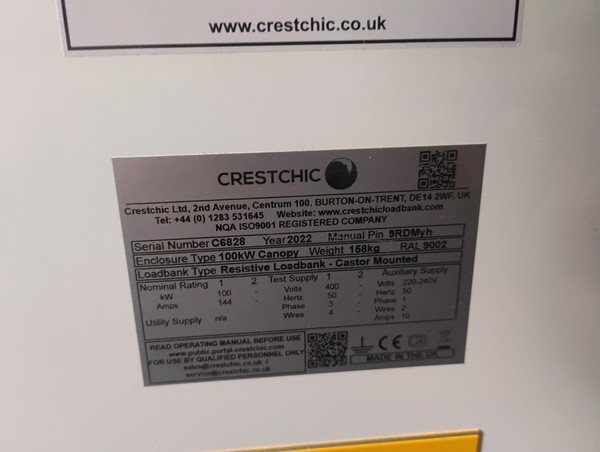 www.crestchic.co.uk
CRESTCHIC
Crestchic Ltd, 2nd Avenue, Centrum 100. BURTON-ON-TRENT, DE14 2WF, UK
Tel: +44 (0) 1283 531645 Website: www.crestchicloadbank.com
NQA ISO9001 REGISTERED COMPANY
Serial Number C6828 Year 2022 Manual Pin 9RDMyh
Enclosure Type 100kW Canopy Weight 158kg RAL 9002
Loadbank Type Resistive Loadbank - Castor Mounted
Nominal Rating 1 2 Test Supply 1 2 Auxiliary Supply
kW 100 - Volts 400 - Volts 220-240V
Amps 144 - Hertz 50 - Hertz 50
Phase 3 - Phase 1
Utility Supply n/a Wires 4 - Wires 2
Amps 10
READ OPERATING MANUAL BEFORE USE
www.public.portal-crestchic.com/
FOR USE BY QUALIFIED PERSONNEL ONLY
sales@crestchic.co.uk /
service@crestchic.co.uk
CE
MADE IN THE UK